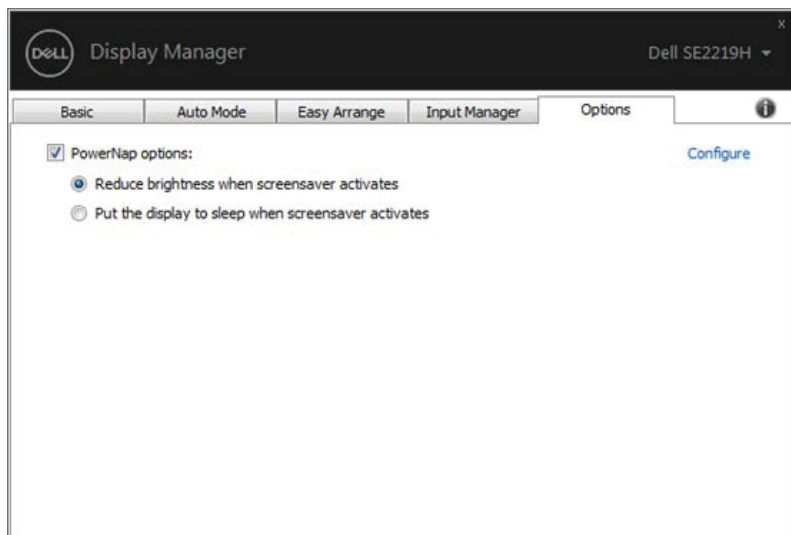 x
DELL Display Manager Dell SE2219H
Basic Auto Mode Easy Arrange Input Manager Options i
PowerNap options: Configure
Reduce brightness when screensaver activates
Put the display to sleep when screensaver activates